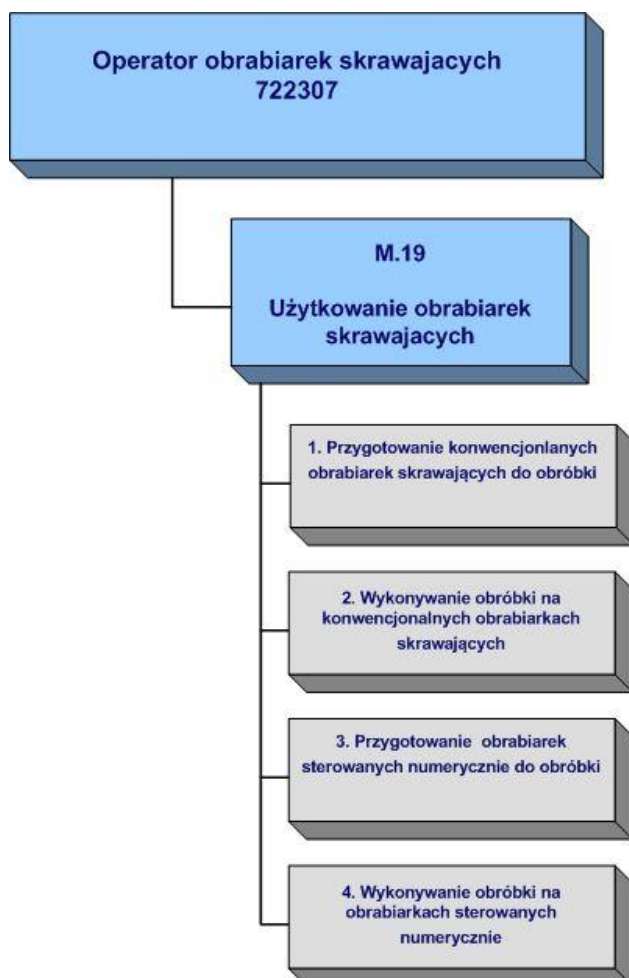 Operator obrabiarek skrawajacych
722307
M.19
Użytkowanie obrabiarek
skrawajacych
1. Przygotowanie konwencjonlanych
obrabiarek skrawających do obróbki
2. Wykonywanie obróbki na
konwencjonalnych obrabiarkach
skrawających
3. Przygotowanie obrabiarek
sterowanych numerycznie do obróbki
4. Wykonywanie obróbki na
obrabiarkach sterowanych
numerycznie